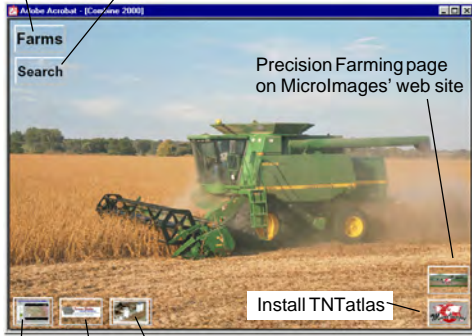 Adobe Acrobat - [Combine 2000]
Farms
Search
Precision Farming page
on MicroImages' web site
Install TNTatlas